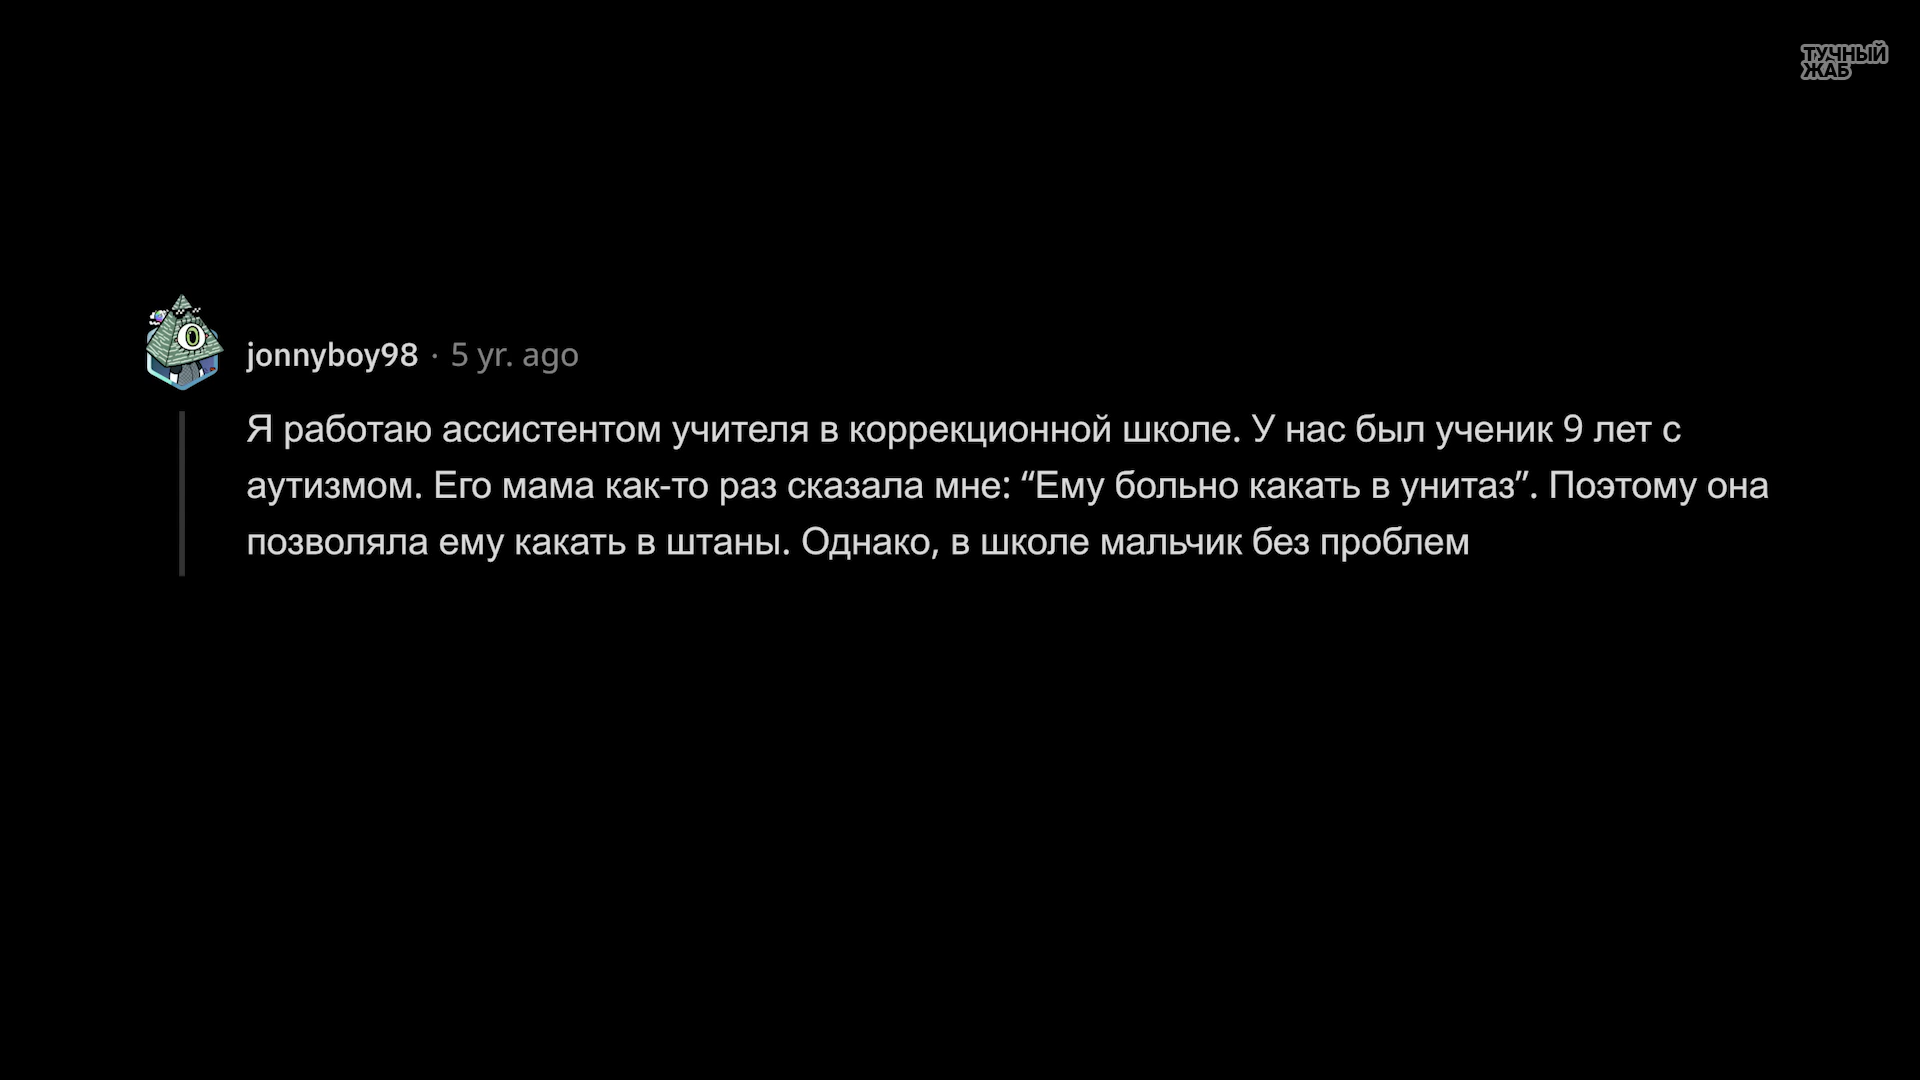 ТУЧНЫЙ
ЖАБ
jonnyboy98 · 5 yr. ago
Я работаю ассистентом учителя в коррекционной школе. У нас был ученик 9 лет с
аутизмом. Его мама как-то раз сказала мне: “Ему больно какать в унитаз”. Поэтому она
позволяла ему какать в штаны. Однако, в школе мальчик без проблем